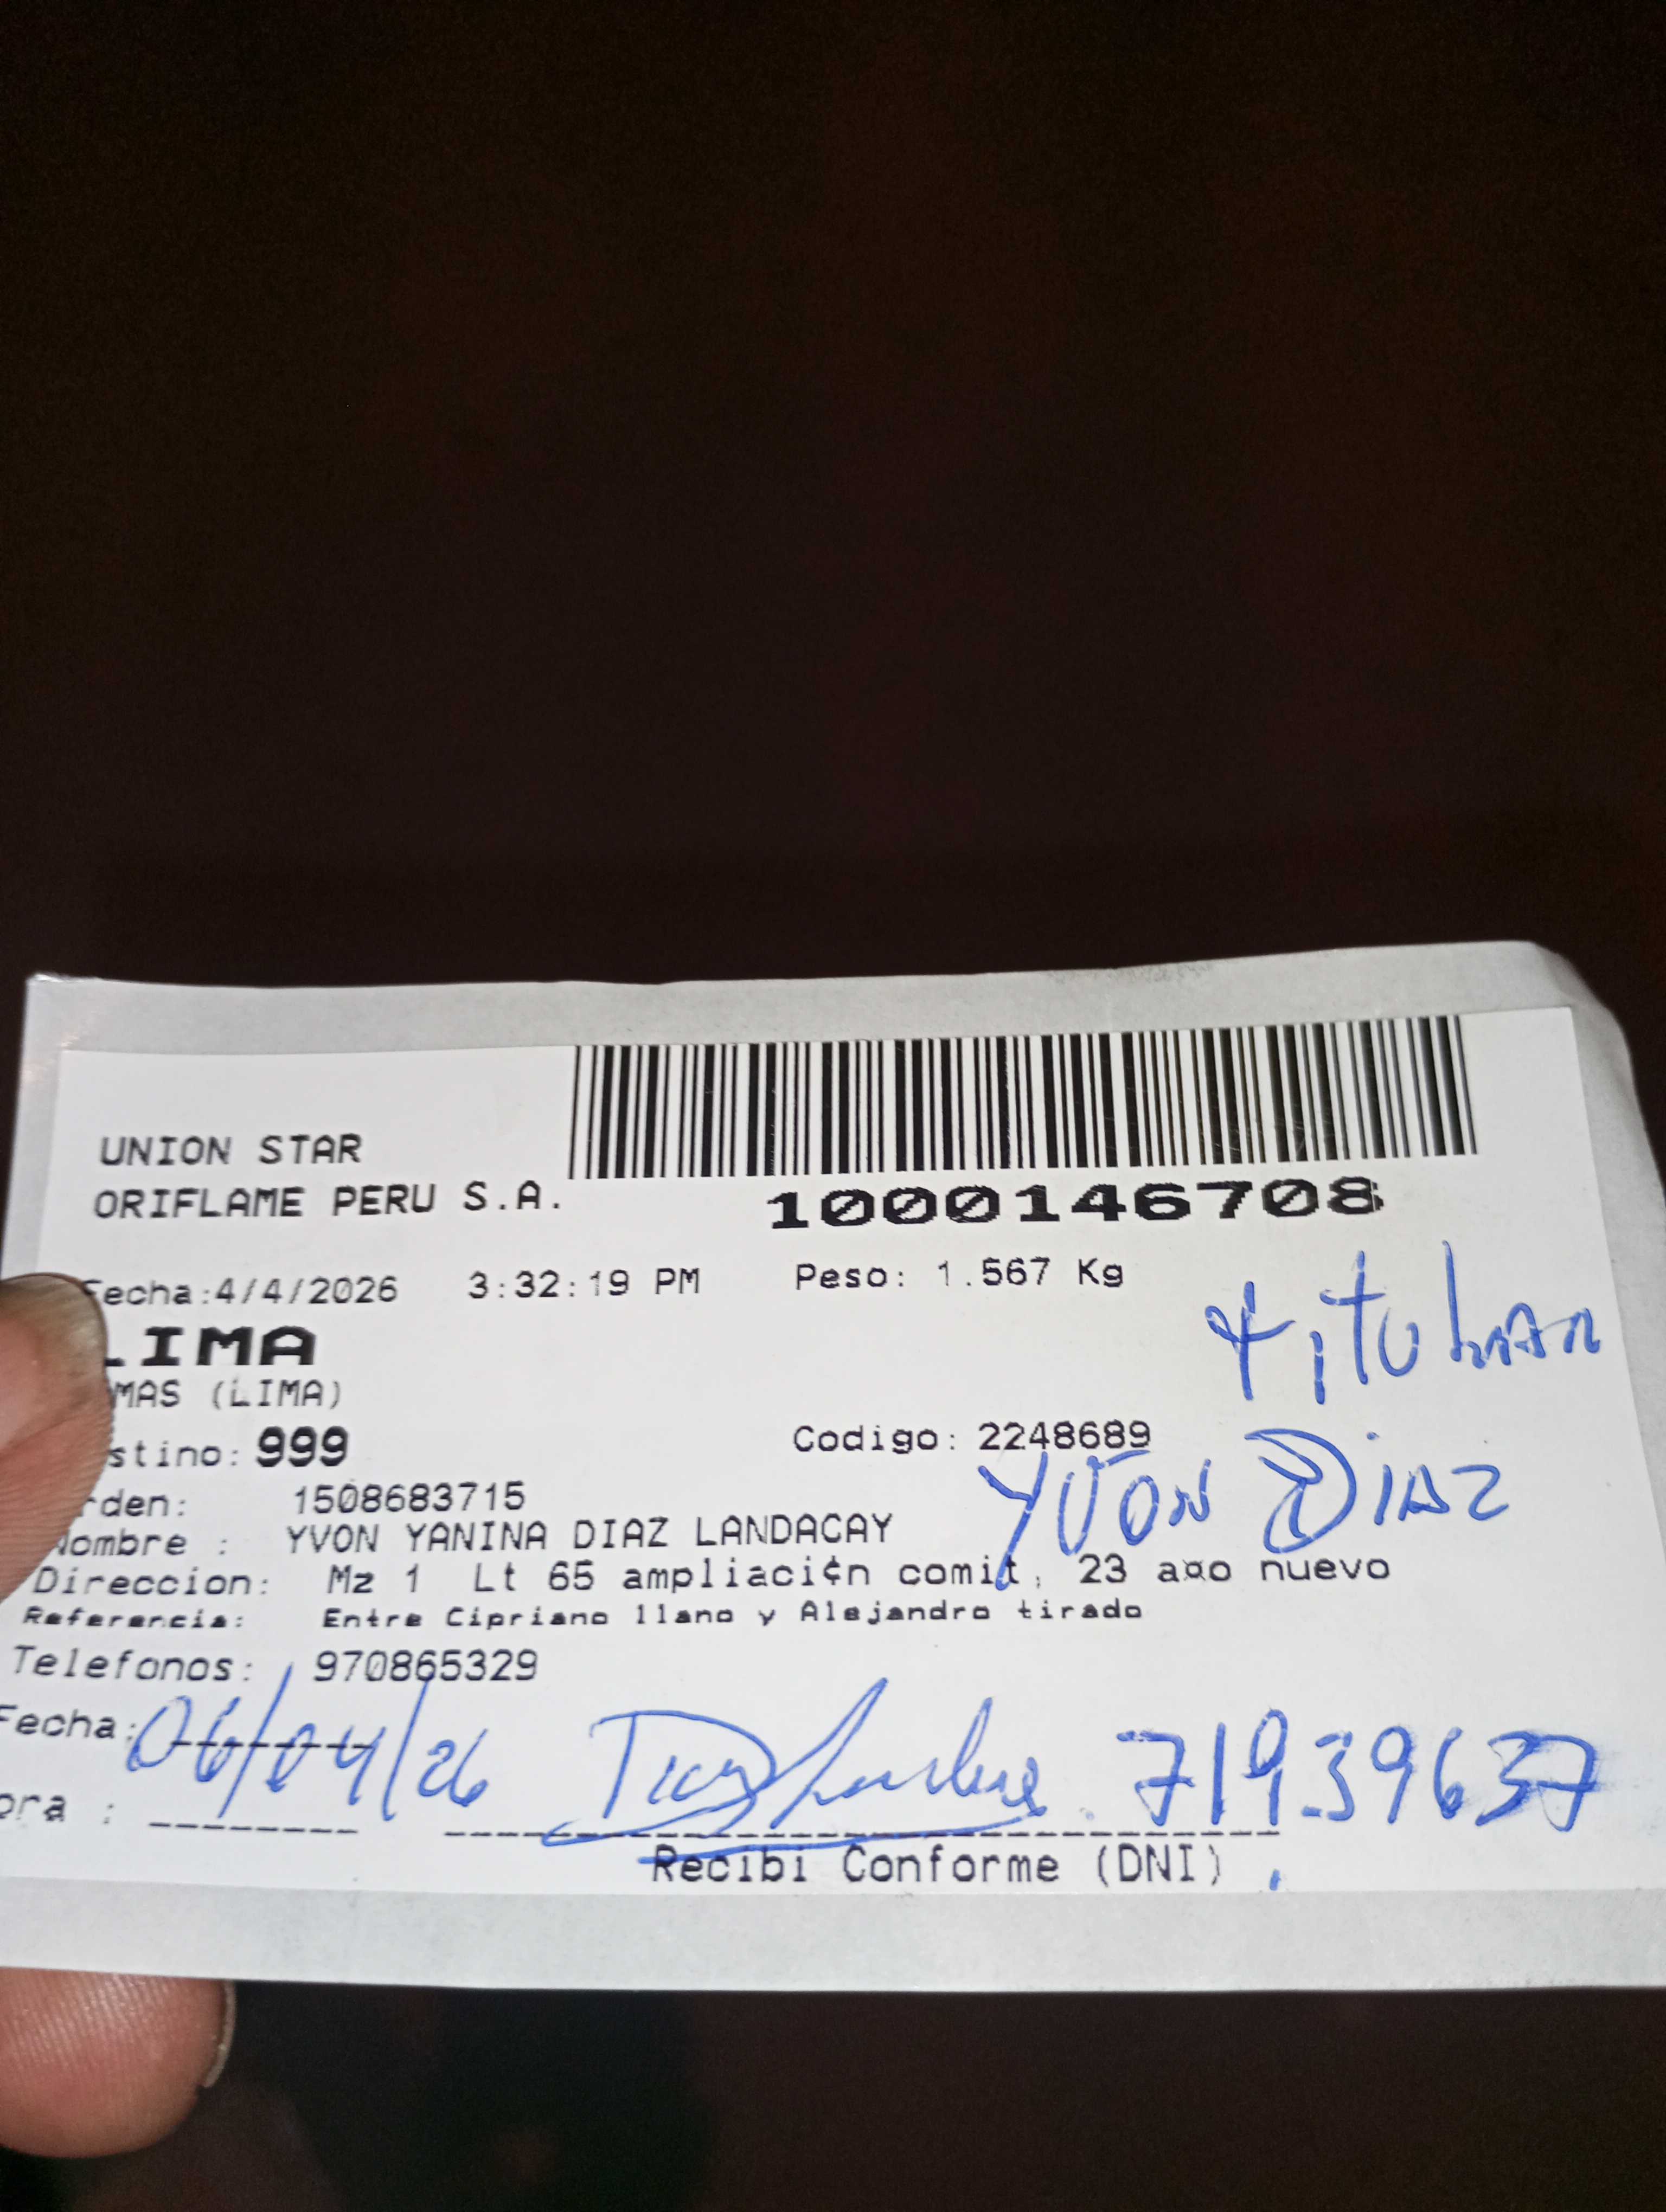 UNION STAR
ORIFLAME PERU S.A.
1000146708
Fecha:4/4/2026 3:32:19 PM Peso: 1.567 Kg
LIMA
MAS (LIMA)
titular
stino: 999 Codigo: 2248689
YVON DIAZ
rden: 1508683715
Nombre : YVON YANINA DIAZ LANDACAY
Direccion: Mz 1 Lt 65 ampliaci¢n comit, 23 a¤o nuevo
Referencia: Entre Cipriano llano y Alejandro tirado
Telefonos: 970865329
Fecha: 06/04/26
71939637
ora :
Recibi Conforme (DNI)